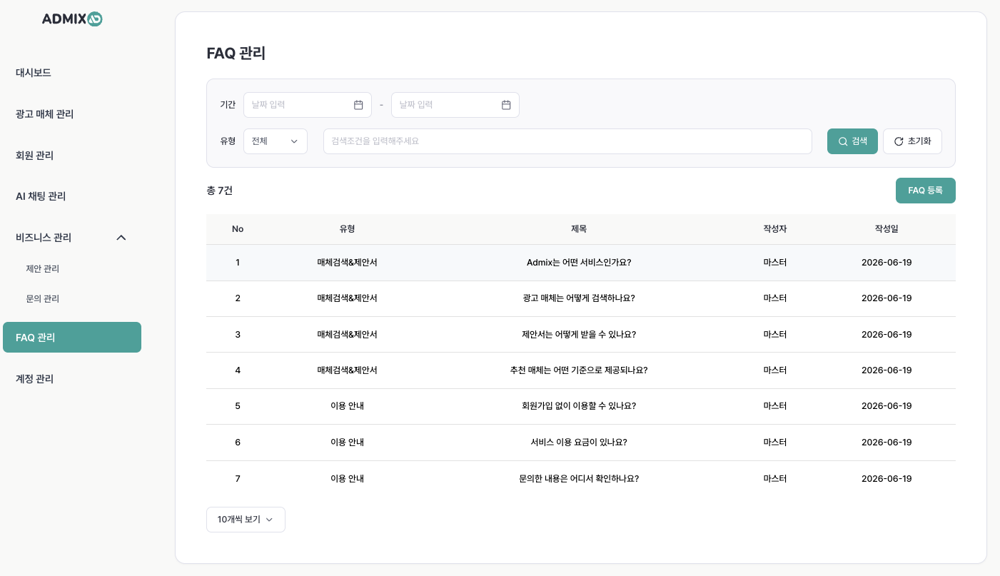 ADMIX
대시보드
광고 매체 관리
회원 관리
AI 채팅 관리
비즈니스 관리
제안 관리
문의 관리
FAQ 관리
계정 관리
FAQ 관리
기간 날짜 입력 - 날짜 입력
유형 전체 검색조건을 입력해주세요 검색 초기화
총 7건 FAQ 등록
No 유형 제목 작성자 작성일
1 매체검색&제안서 Admix는 어떤 서비스인가요? 마스터 2026-06-19
2 매체검색&제안서 광고 매체는 어떻게 검색하나요? 마스터 2026-06-19
3 매체검색&제안서 제안서는 어떻게 받을 수 있나요? 마스터 2026-06-19
4 매체검색&제안서 추천 매체는 어떤 기준으로 제공되나요? 마스터 2026-06-19
5 이용 안내 회원가입 없이 이용할 수 있나요? 마스터 2026-06-19
6 이용 안내 서비스 이용 요금이 있나요? 마스터 2026-06-19
7 이용 안내 문의한 내용은 어디서 확인하나요? 마스터 2026-06-19
10개씩 보기